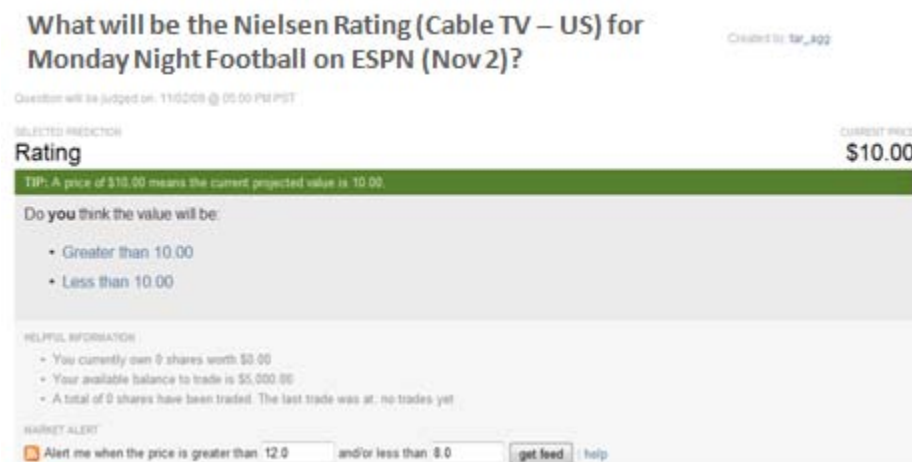 What will be the Nielsen Rating (Cable TV – US) for
Monday Night Football on ESPN (Nov 2)?
Created by: tar_agg
Question will be judged on: 11/02/09 @ 05:00 PM PST
SELECTED PREDICTION
Rating
CURRENT PRICE
$10.00
TIP: A price of $10.00 means the current projected value is 10.00.
Do you think the value will be:
• Greater than 10.00
• Less than 10.00
HELPFUL INFORMATION
• You currently own 0 shares worth $0.00
• Your available balance to trade is $5,000.00
• A total of 0 shares have been traded. The last trade was at: no trades yet
MARKET ALERT
Alert me when the price is greater than 12.0 and/or less than 8.0 get feed | help